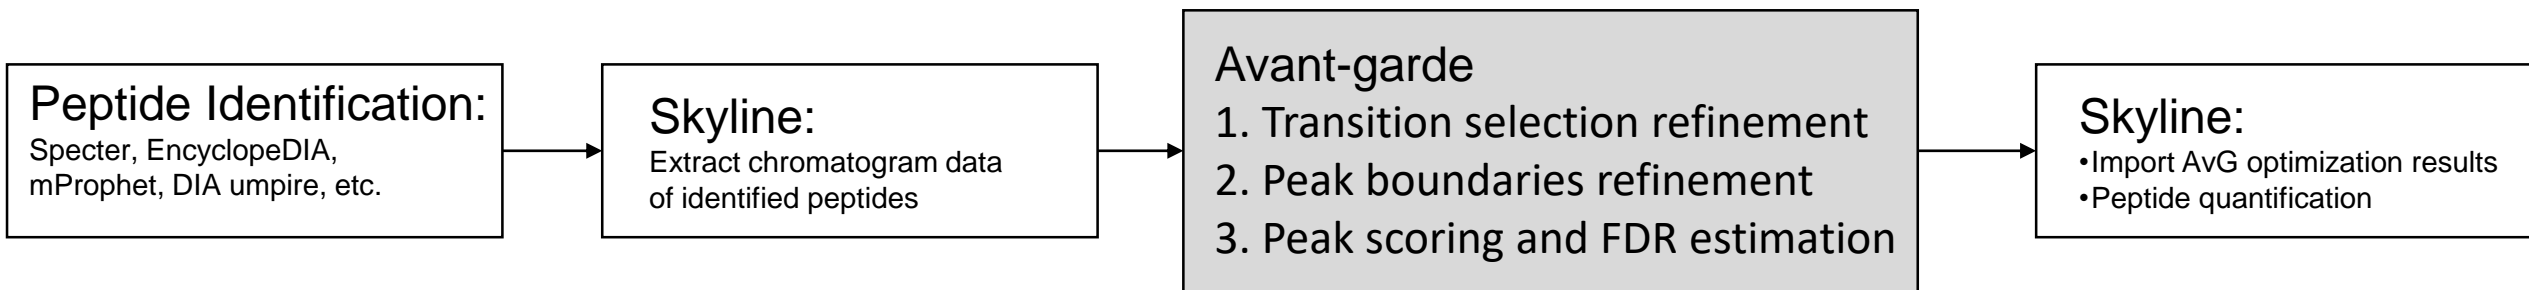 Peptide Identification:
Specter, EncyclopeDIA,
mProphet, DIA umpire, etc.
Skyline:
Extract chromatogram data
of identified peptides
Avant-garde
1. Transition selection refinement
2. Peak boundaries refinement
3. Peak scoring and FDR estimation
Skyline:
•Import AvG optimization results
•Peptide quantification